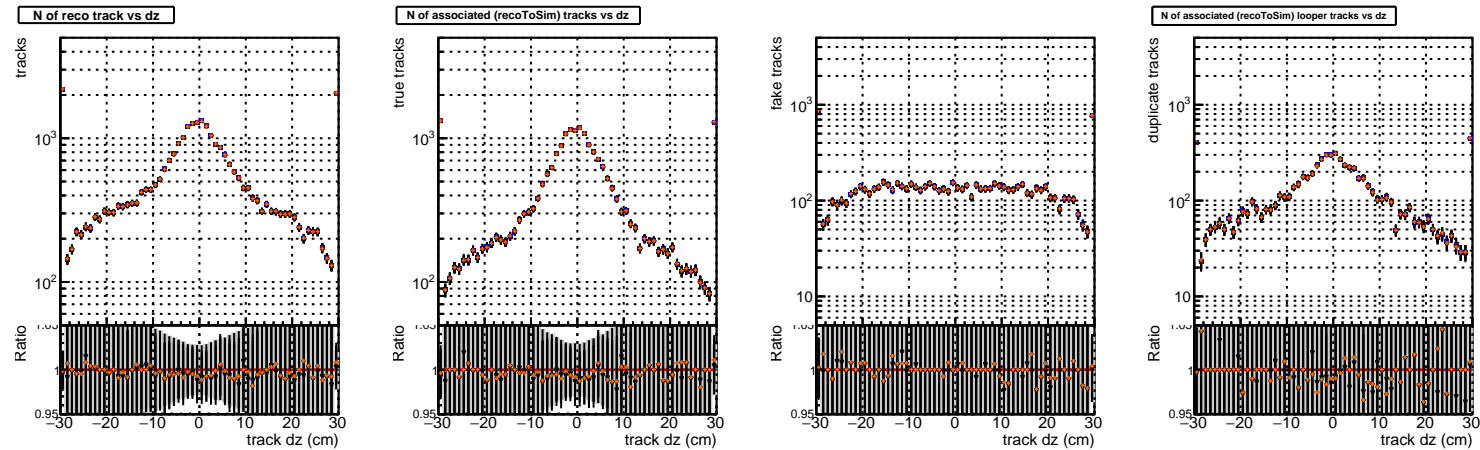 N of reco track vs dz
tracks
10³
10²
Ratio
1
0.95
−30 −20 −10 0 10 20 30
track dz (cm)
N of associated (recoToSim) tracks vs dz
true tracks
10³
10²
Ratio
1
0.95
−30 −20 −10 0 10 20 30
track dz (cm)
fake tracks
10³
10²
10
Ratio
1
0.95
−30 −20 −10 0 10 20 30
track dz (cm)
N of associated (recoToSim) looper tracks vs dz
duplicate tracks
10³
10²
10
Ratio
1
0.95
−30 −20 −10 0 10 20 30
track dz (cm)